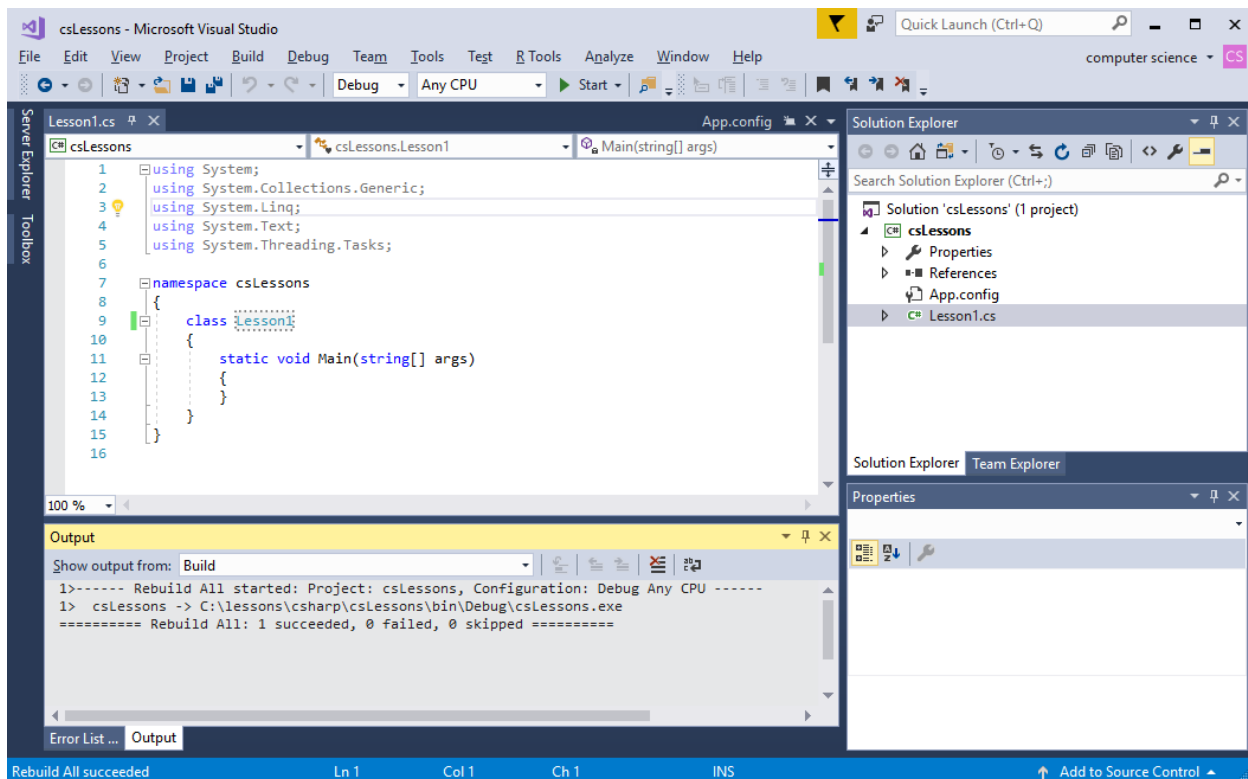 csLessons - Microsoft Visual Studio
Quick Launch (Ctrl+Q)
File Edit View Project Build Debug Team Tools Test R Tools Analyze Window Help
computer science CS
Debug Any CPU Start
Server Explorer
Toolbox
Lesson1.cs
App.config
csLessons
csLessons.Lesson1
Main(string[] args)
1 using System;
2 using System.Collections.Generic;
3 using System.Linq;
4 using System.Text;
5 using System.Threading.Tasks;
6
7 namespace csLessons
8 {
9 class Lesson1
10 {
11 static void Main(string[] args)
12 {
13 }
14 }
15 }
16
100 %
Output
Show output from: Build
1>------ Rebuild All started: Project: csLessons, Configuration: Debug Any CPU ------
1>  csLessons -> C:\lessons\csharp\csLessons\bin\Debug\csLessons.exe
========== Rebuild All: 1 succeeded, 0 failed, 0 skipped ==========
Error List ... Output
Solution Explorer
Search Solution Explorer (Ctrl+;)
Solution 'csLessons' (1 project)
C# csLessons
Properties
References
App.config
C# Lesson1.cs
Solution Explorer Team Explorer
Properties
Rebuild All succeeded Ln 1 Col 1 Ch 1 INS Add to Source Control